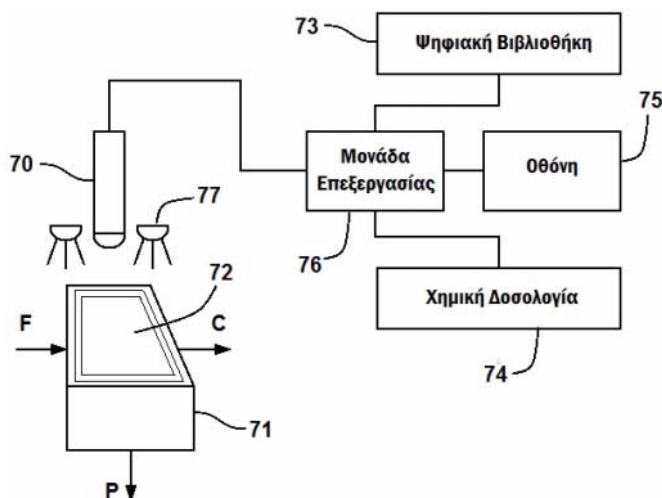 73
Ψηφιακή Βιβλιοθήκη
75
70
Μονάδα
Επεξεργασίας
Οθόνη
77
76
72
Χημική Δοσολογία
F
C
74
71
P